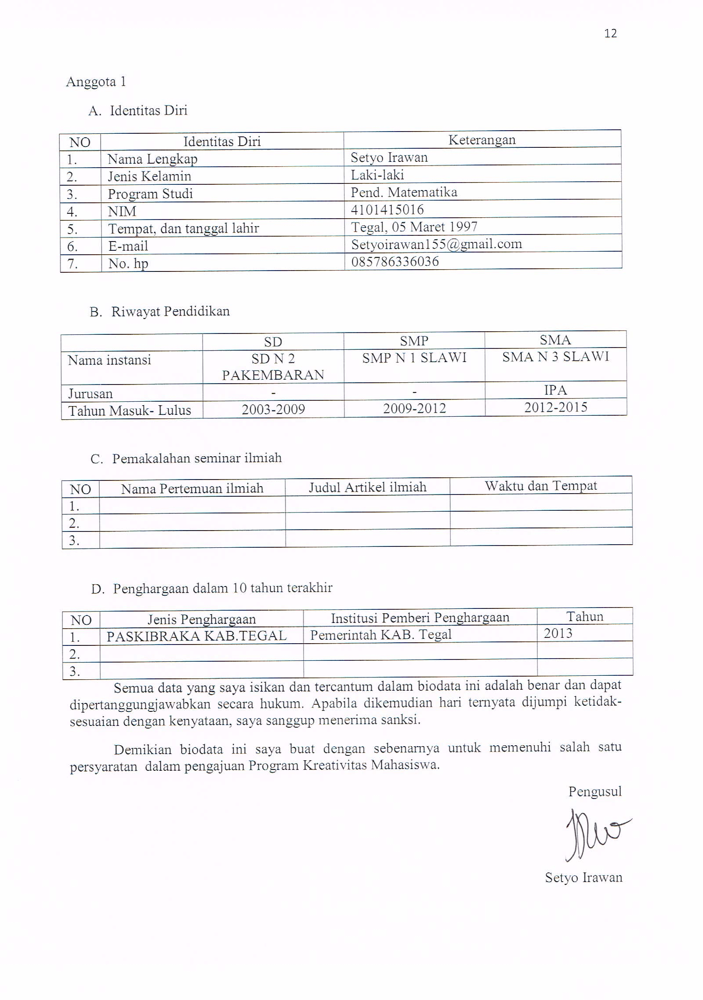 12
Anggota 1
A. Identitas Diri
NO Identitas Diri Keterangan
1. Nama Lengkap Setyo Irawan
2. Jenis Kelamin Laki-laki
3. Program Studi Pend. Matematika
4. NIM 4101415016
5. Tempat, dan tanggal lahir Tegal, 05 Maret 1997
6. E-mail Setyoirawan155@gmail.com
7. No. hp 085786336036
B. Riwayat Pendidikan
SD SMP SMA
Nama instansi SD N 2 SMP N 1 SLAWI SMA N 3 SLAWI
PAKEMBARAN
Jurusan - - IPA
Tahun Masuk- Lulus 2003-2009 2009-2012 2012-2015
C. Pemakalahan seminar ilmiah
NO Nama Pertemuan ilmiah Judul Artikel ilmiah Waktu dan Tempat
1.
2.
3.
D. Penghargaan dalam 10 tahun terakhir
NO Jenis Penghargaan Institusi Pemberi Penghargaan Tahun
1. PASKIBRAKA KAB.TEGAL Pemerintah KAB. Tegal 2013
2.
3.
Semua data yang saya isikan dan tercantum dalam biodata ini adalah benar dan dapat
dipertanggungjawabkan secara hukum. Apabila dikemudian hari ternyata dijumpi ketidak-
sesuaian dengan kenyataan, saya sanggup menerima sanksi.
Demikian biodata ini saya buat dengan sebenarnya untuk memenuhi salah satu
persyaratan dalam pengajuan Program Kreativitas Mahasiswa.
Pengusul
Setyo Irawan